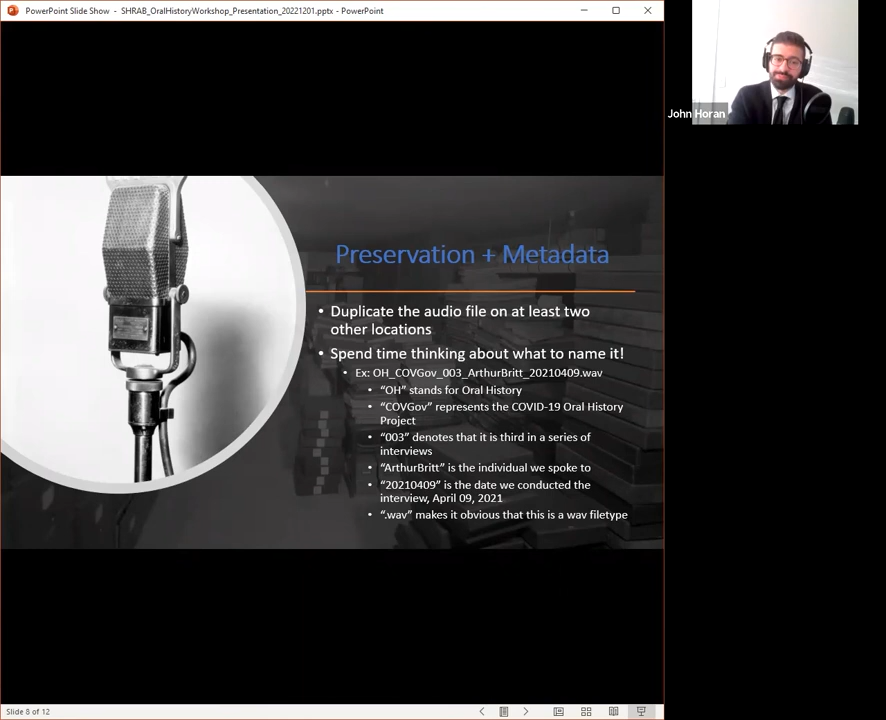 PowerPoint Slide Show - SHRAB_OralHistoryWorkshop_Presentation_20221201.pptx - PowerPoint
John Horan
Preservation + Metadata
• Duplicate the audio file on at least two
other locations
• Spend time thinking about what to name it!
• Ex: OH_COVGov_003_ArthurBritt_20210409.wav
• “OH” stands for Oral History
• “COVGov” represents the COVID-19 Oral History
Project
• “003” denotes that it is third in a series of
interviews
• “ArthurBritt” is the individual we spoke to
• “20210409” is the date we conducted the
interview, April 09, 2021
• “.wav” makes it obvious that this is a wav filetype
Slide 8 of 12